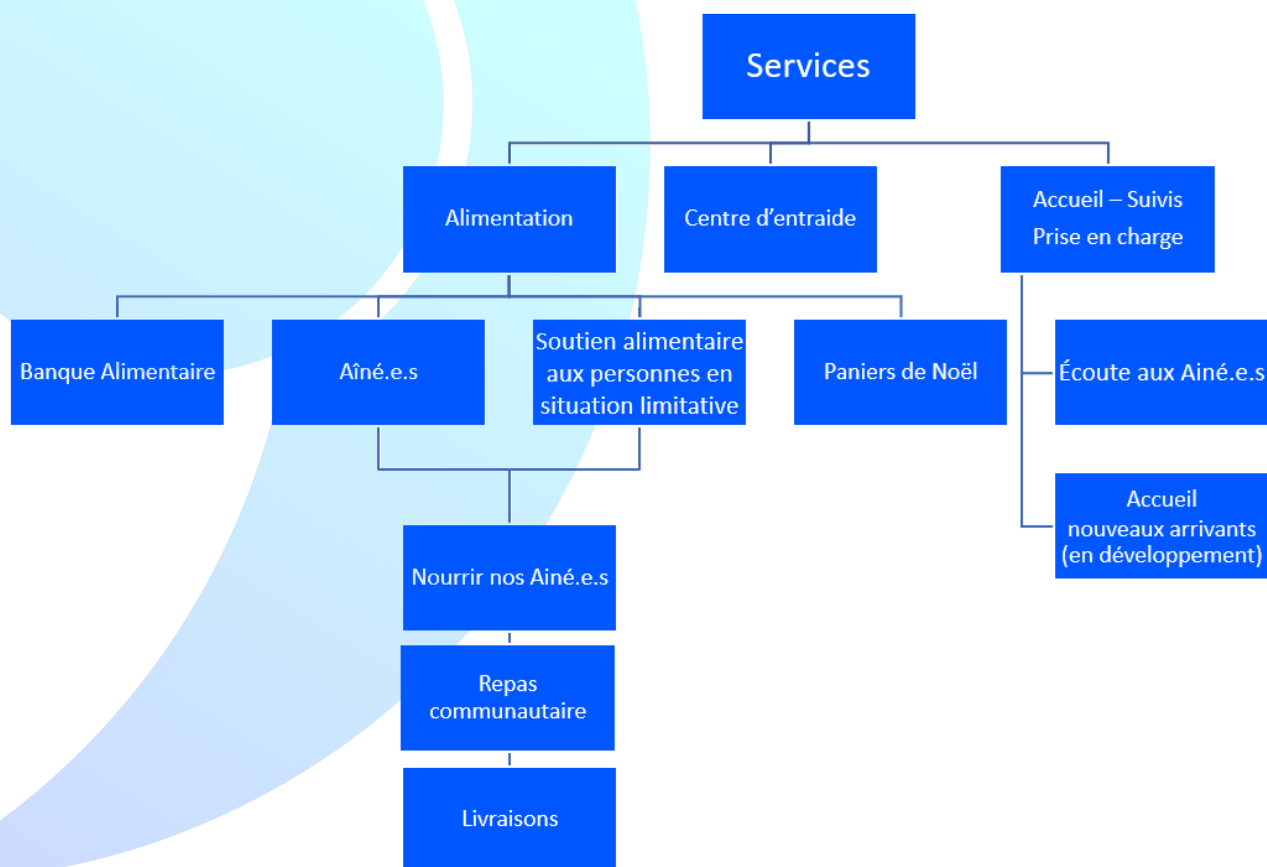 Services
Alimentation
Centre d’entraide
Accueil – Suivis
Prise en charge
Banque Alimentaire
Aîné.e.s
Soutien alimentaire
aux personnes en
situation limitative
Paniers de Noël
Écoute aux Ainé.e.s
Accueil
nouveaux arrivants
(en développement)
Nourrir nos Ainé.e.s
Repas
communautaire
Livraisons